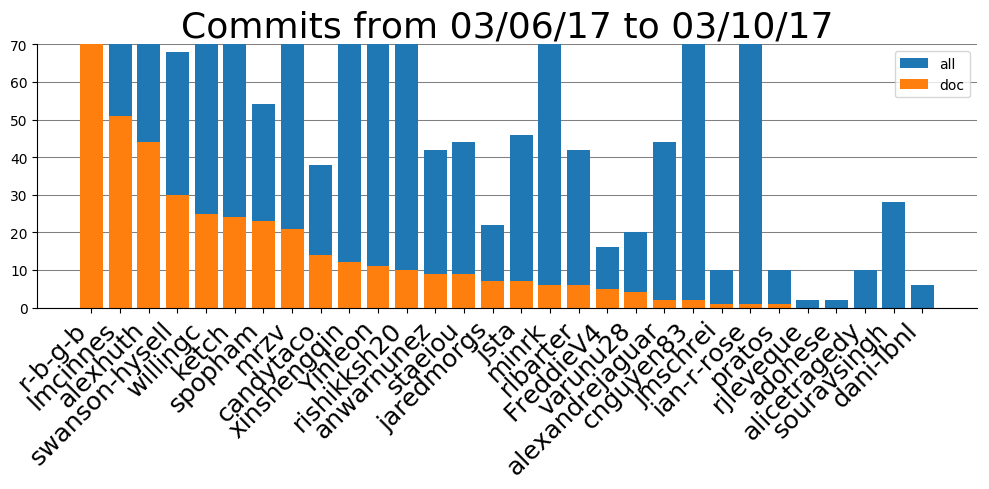 Commits from 03/06/17 to 03/10/17
70
60
50
40
30
20
10
0
all
doc
r-b-g-b
lmcinnes
alexhuth
swanson-hysell
willingc
ketch
spopham
mrzv
candytaco
xinshengqin
Yinleon
rishikksh20
anwarnunez
staelou
jaredmorgs
jsta
minrk
rlbarter
FreddieV4
varunu28
alexandrejaguar
cnguyen83
lmschrei
ian-r-rose
pratos
rjleveque
adonese
alicetragedy
souravsingh
dani-lbnl